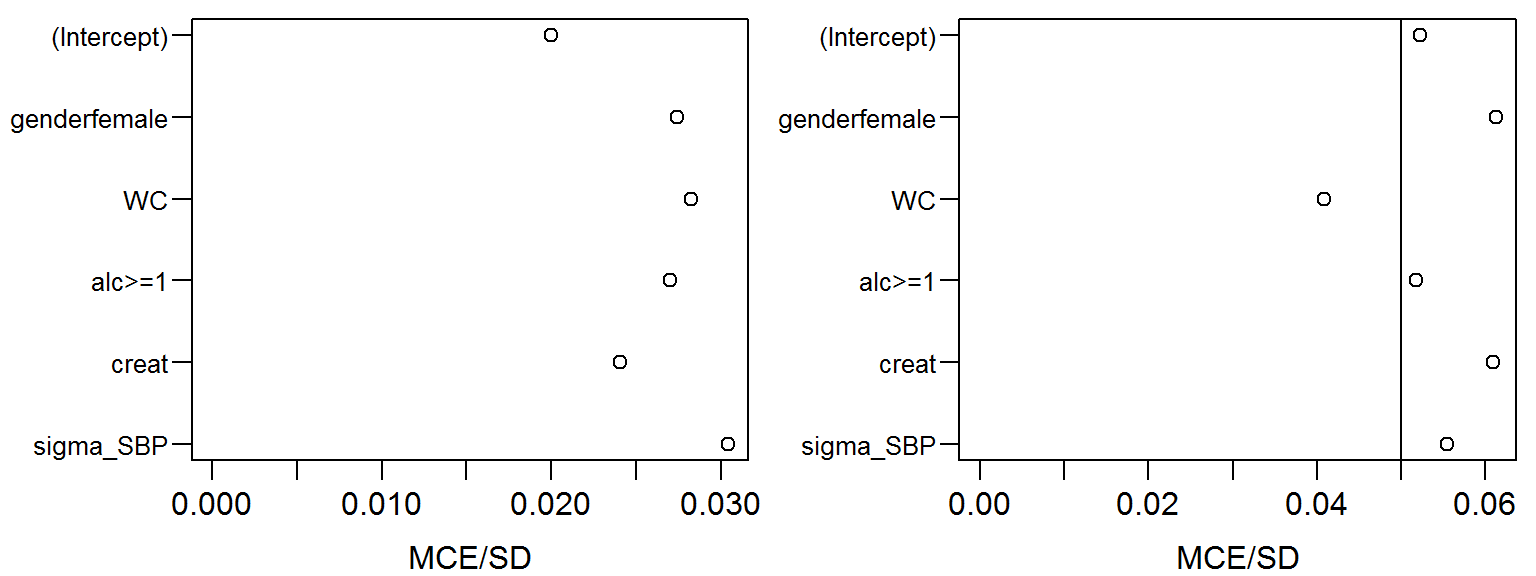 (Intercept)
genderfemale
WC
alc>=1
creat
sigma_SBP
0.000 0.010 0.020 0.030
MCE/SD
(Intercept)
genderfemale
WC
alc>=1
creat
sigma_SBP
0.00 0.02 0.04 0.06
MCE/SD